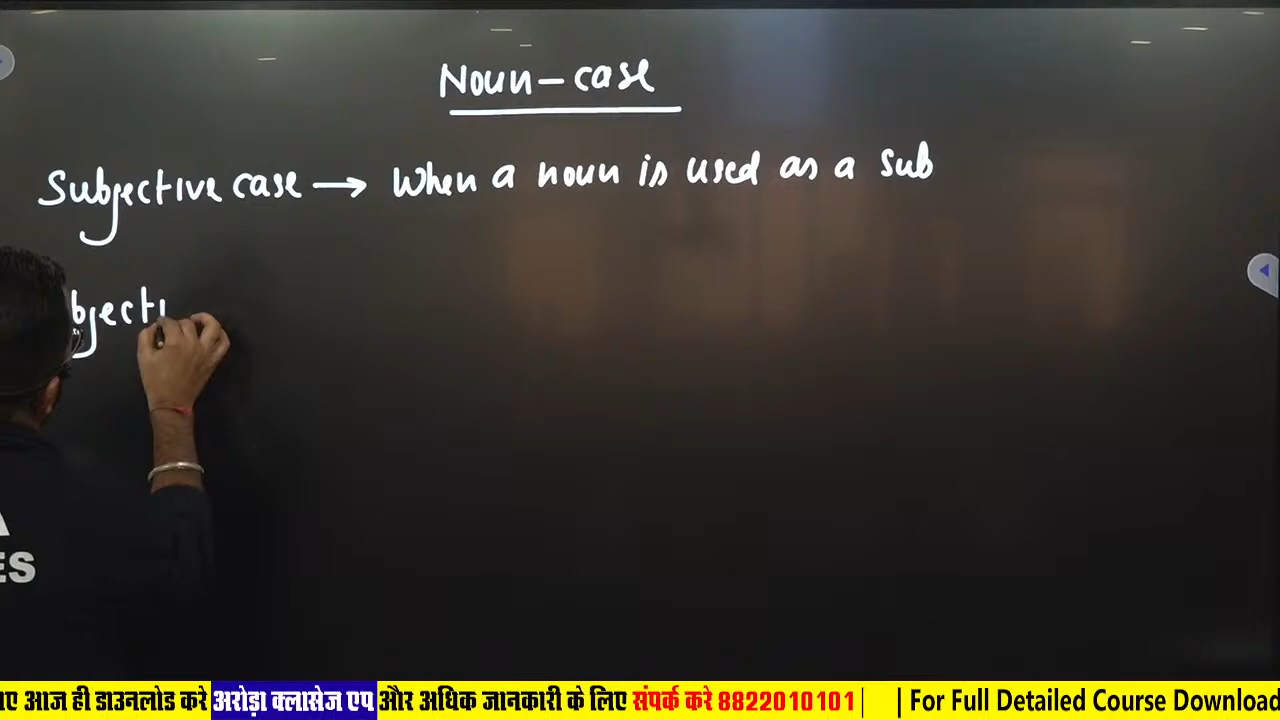 Noun - case
Subjective case → When a noun is used as a sub
bjecti
ES
आज ही डाउनलोड करे अरोड़ा क्लासेज एप और अधिक जानकारी के लिए संपर्क करे 8822010101 | | For Full Detailed Course Download